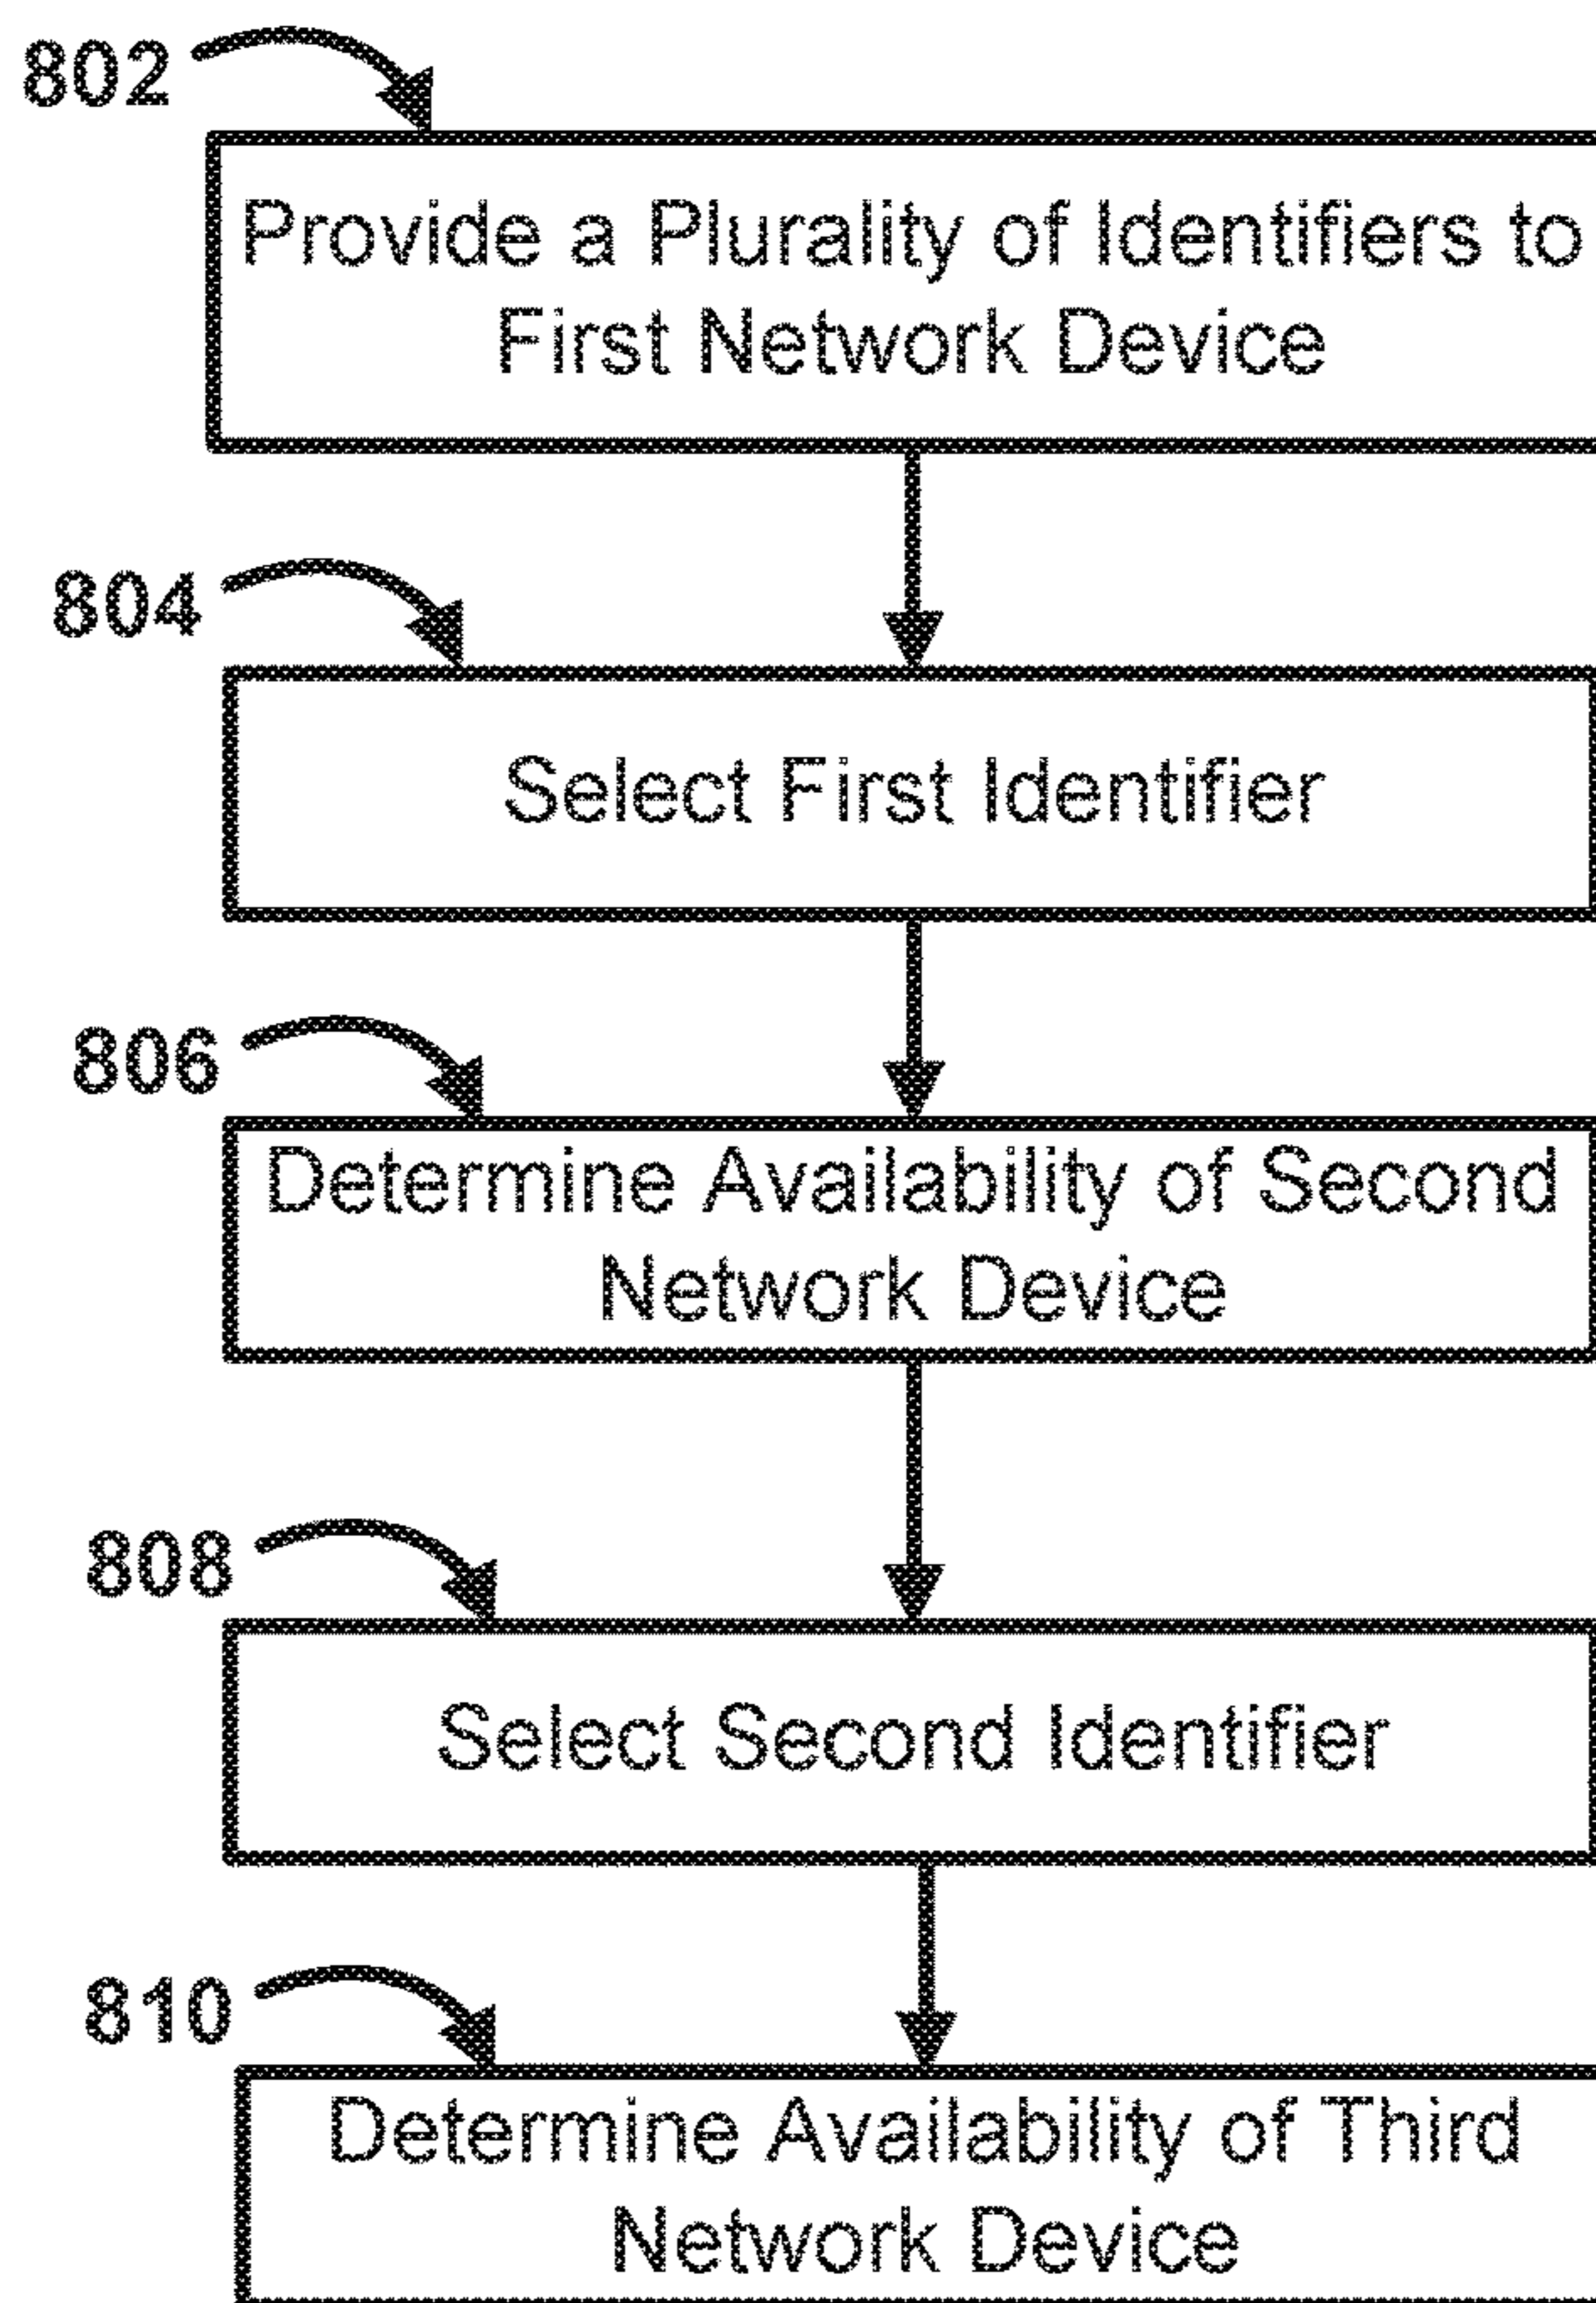 802
Provide a Plurality of Identifiers to
First Network Device
804
Select First Identifier
806
Determine Availability of Second
Network Device
808
Select Second Identifier
810
Determine Availability of Third
Network Device